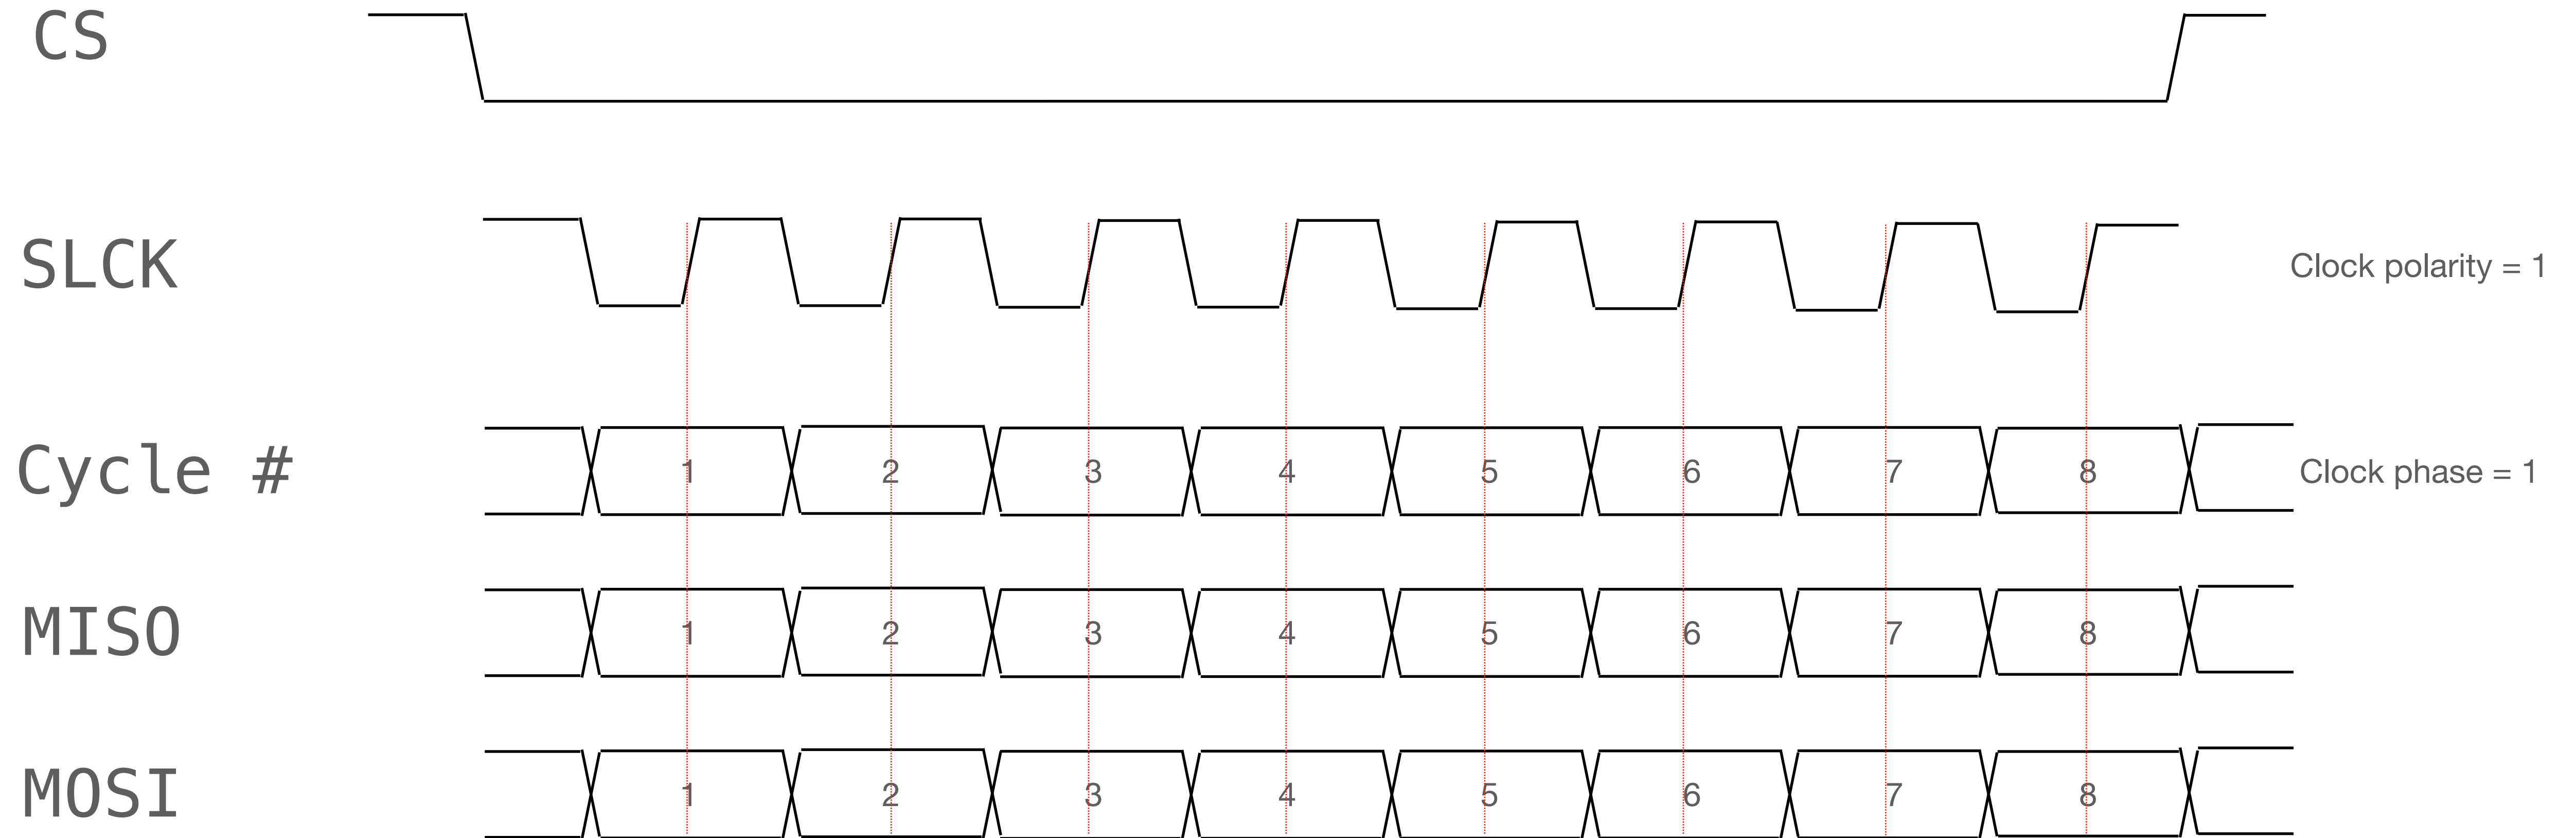 CS
SLCK
Clock polarity = 1
Cycle #
1 2 3 4 5 6 7 8
Clock phase = 1
MISO
1 2 3 4 5 6 7 8
MOSI
1 2 3 4 5 6 7 8